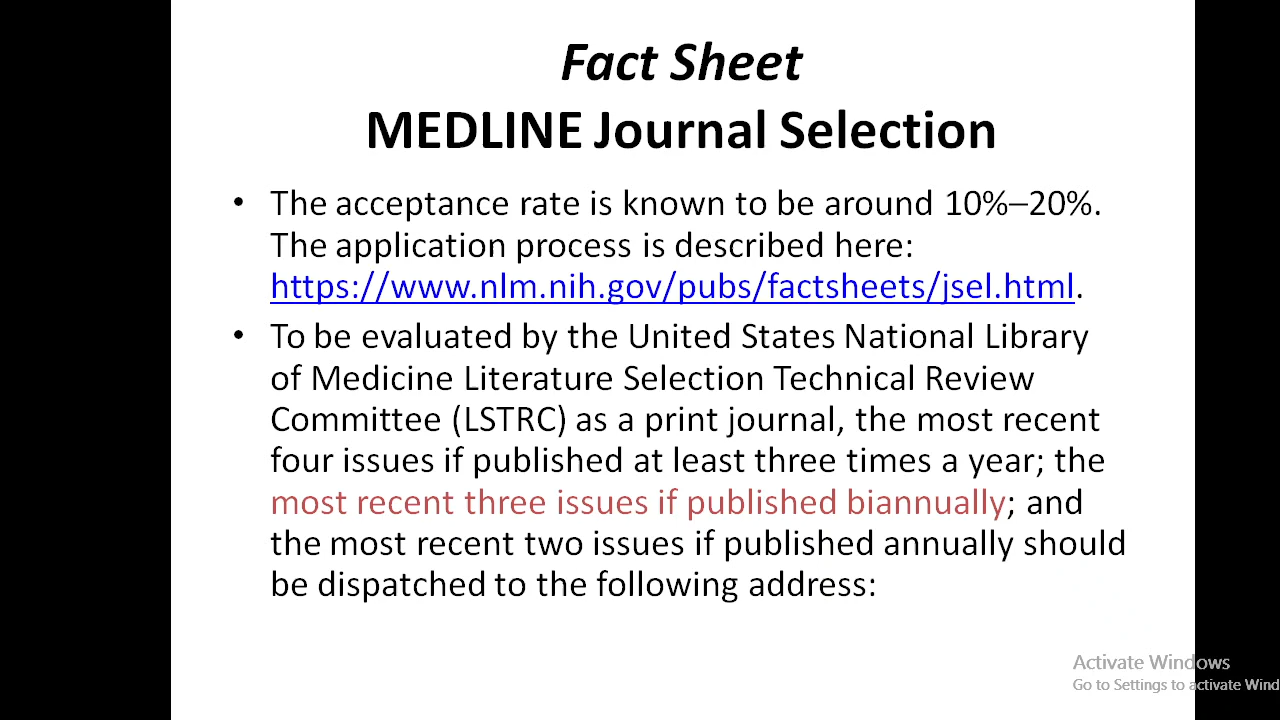 Fact Sheet
MEDLINE Journal Selection
• The acceptance rate is known to be around 10%–20%.
The application process is described here:
https://www.nlm.nih.gov/pubs/factsheets/jsel.html.
• To be evaluated by the United States National Library
of Medicine Literature Selection Technical Review
Committee (LSTRC) as a print journal, the most recent
four issues if published at least three times a year; the
most recent three issues if published biannually; and
the most recent two issues if published annually should
be dispatched to the following address:
Activate Windows
Go to Settings to activate Wind